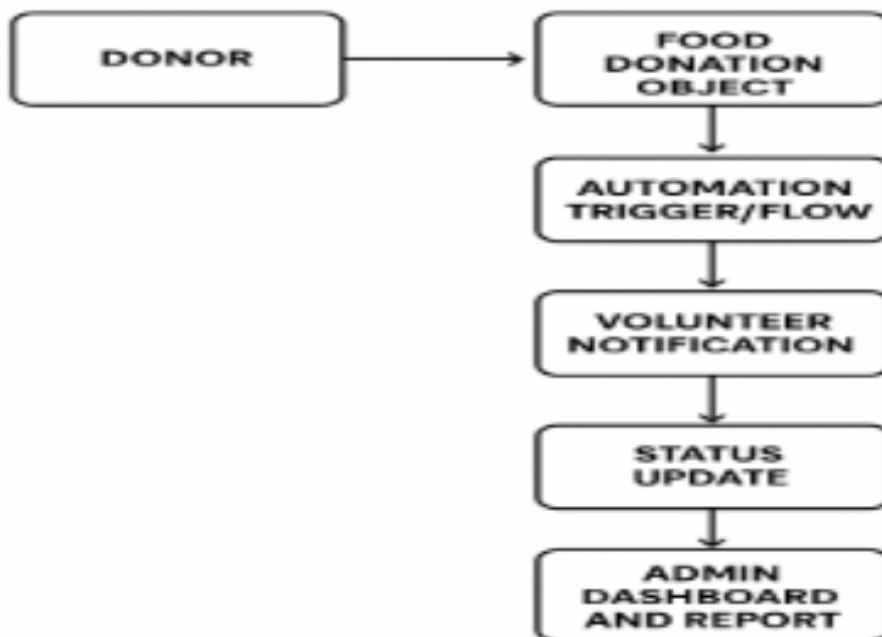 DONOR
FOOD
DONATION
OBJECT
AUTOMATION
TRIGGER/FLOW
VOLUNTEER
NOTIFICATION
STATUS
UPDATE
ADMIN
DASHBOARD
AND REPORT